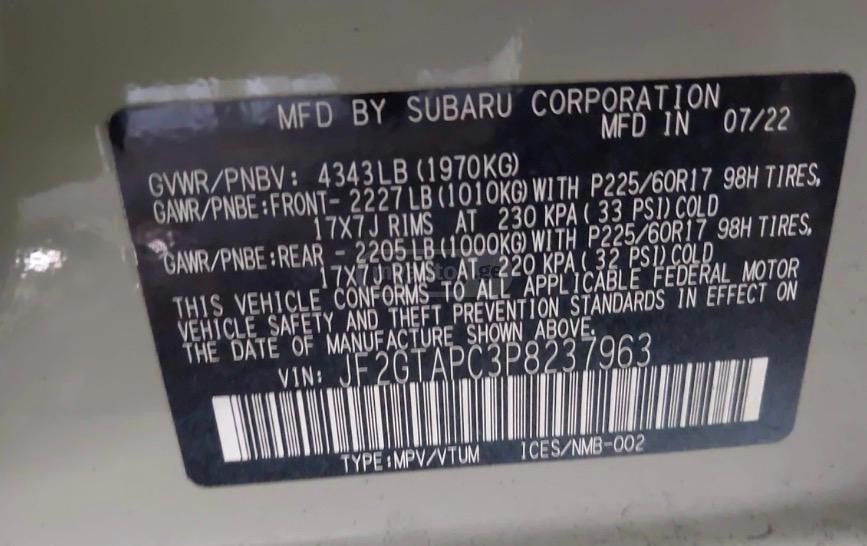 MFD BY SUBARU CORPORATION
MFD IN 07/22
GVWR/PNBV: 4343LB (1970KG)
GAWR/PNBE:FRONT- 2227LB(1010KG)WITH P225/60R17 98H TIRES,
17X7J RIMS AT 230 KPA( 33 PSI)COLD
GAWR/PNBE:REAR - 2205LB(1000KG)WITH P225/60R17 98H TIRES,
17X7J RIMS AT 220 KPA( 32 PSI)COLD
THIS VEHICLE CONFORMS TO ALL APPLICABLE FEDERAL MOTOR
VEHICLE SAFETY AND THEFT PREVENTION STANDARDS IN EFFECT ON
THE DATE OF MANUFACTURE SHOWN ABOVE.
VIN: JF2GTAPC3P8237963
TYPE:MPV/VTUM ICES/NMB-002